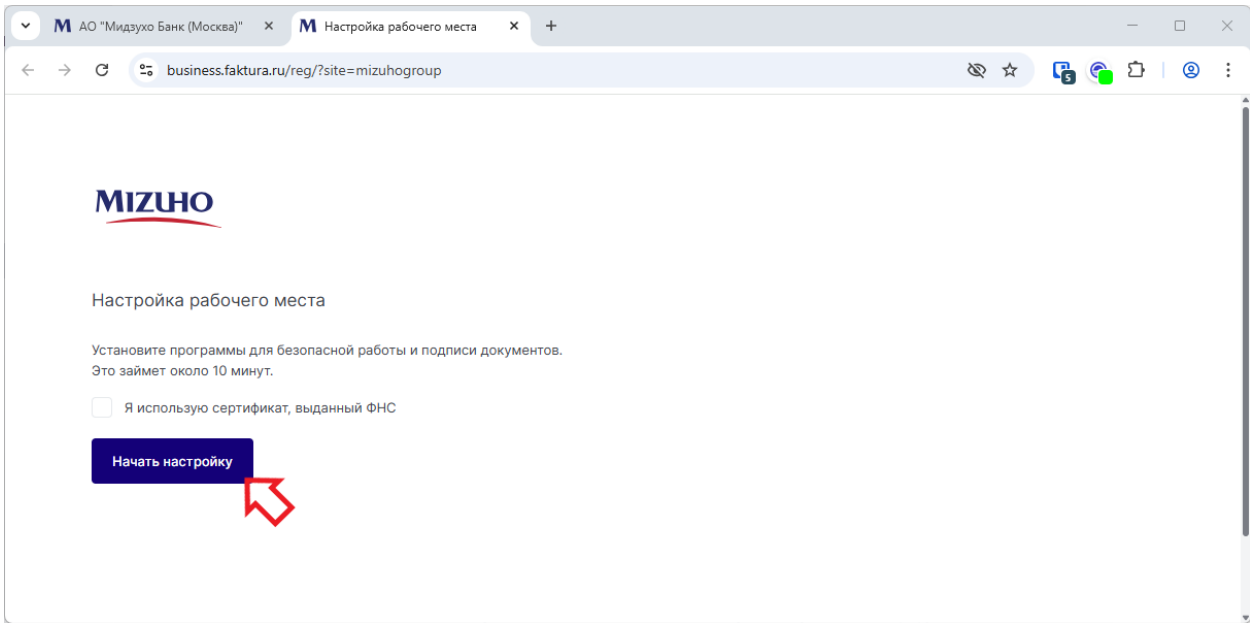 М АО "Мидзухо Банк (Москва)"
М Настройка рабочего места
business.faktura.ru/reg/?site=mizuhogroup
5
MIZUHO
Настройка рабочего места
Установите программы для безопасной работы и подписи документов.
Это займет около 10 минут.
Я использую сертификат, выданный ФНС
Начать настройку